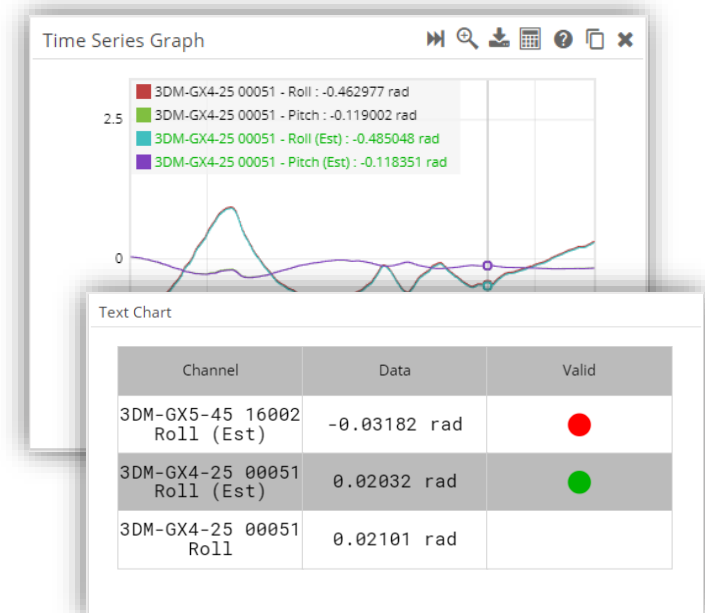 Time Series Graph
3DM-GX4-25 00051 - Roll : -0.462977 rad
3DM-GX4-25 00051 - Pitch : -0.119002 rad
2.5
3DM-GX4-25 00051 - Roll (Est) : -0.485048 rad
3DM-GX4-25 00051 - Pitch (Est) : -0.118351 rad
0
Text Chart
Channel Data Valid
3DM-GX5-45 16002
Roll (Est) -0.03182 rad
3DM-GX4-25 00051
Roll (Est) 0.02032 rad
3DM-GX4-25 00051
Roll 0.02101 rad